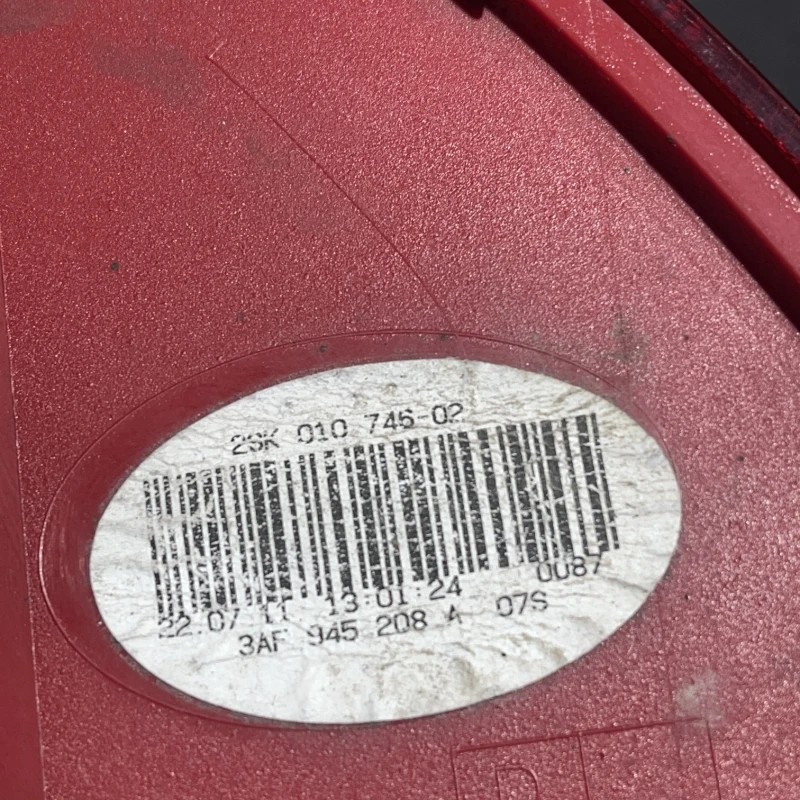 2SK 010 746-02
0087
22.07.11 13:01:24
3AF 945 208 A 07S